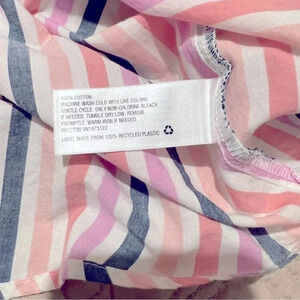 100% COTTON
MACHINE WASH COLD WITH LIKE COLORS
GENTLE CYCLE. ONLY NON-CHLORINE BLEACH
IF NEEDED. TUMBLE DRY LOW. REMOVE
PROMPTLY. WARM IRON IF NEEDED.
LABEL MADE FROM 100% RECYCLED PLASTIC